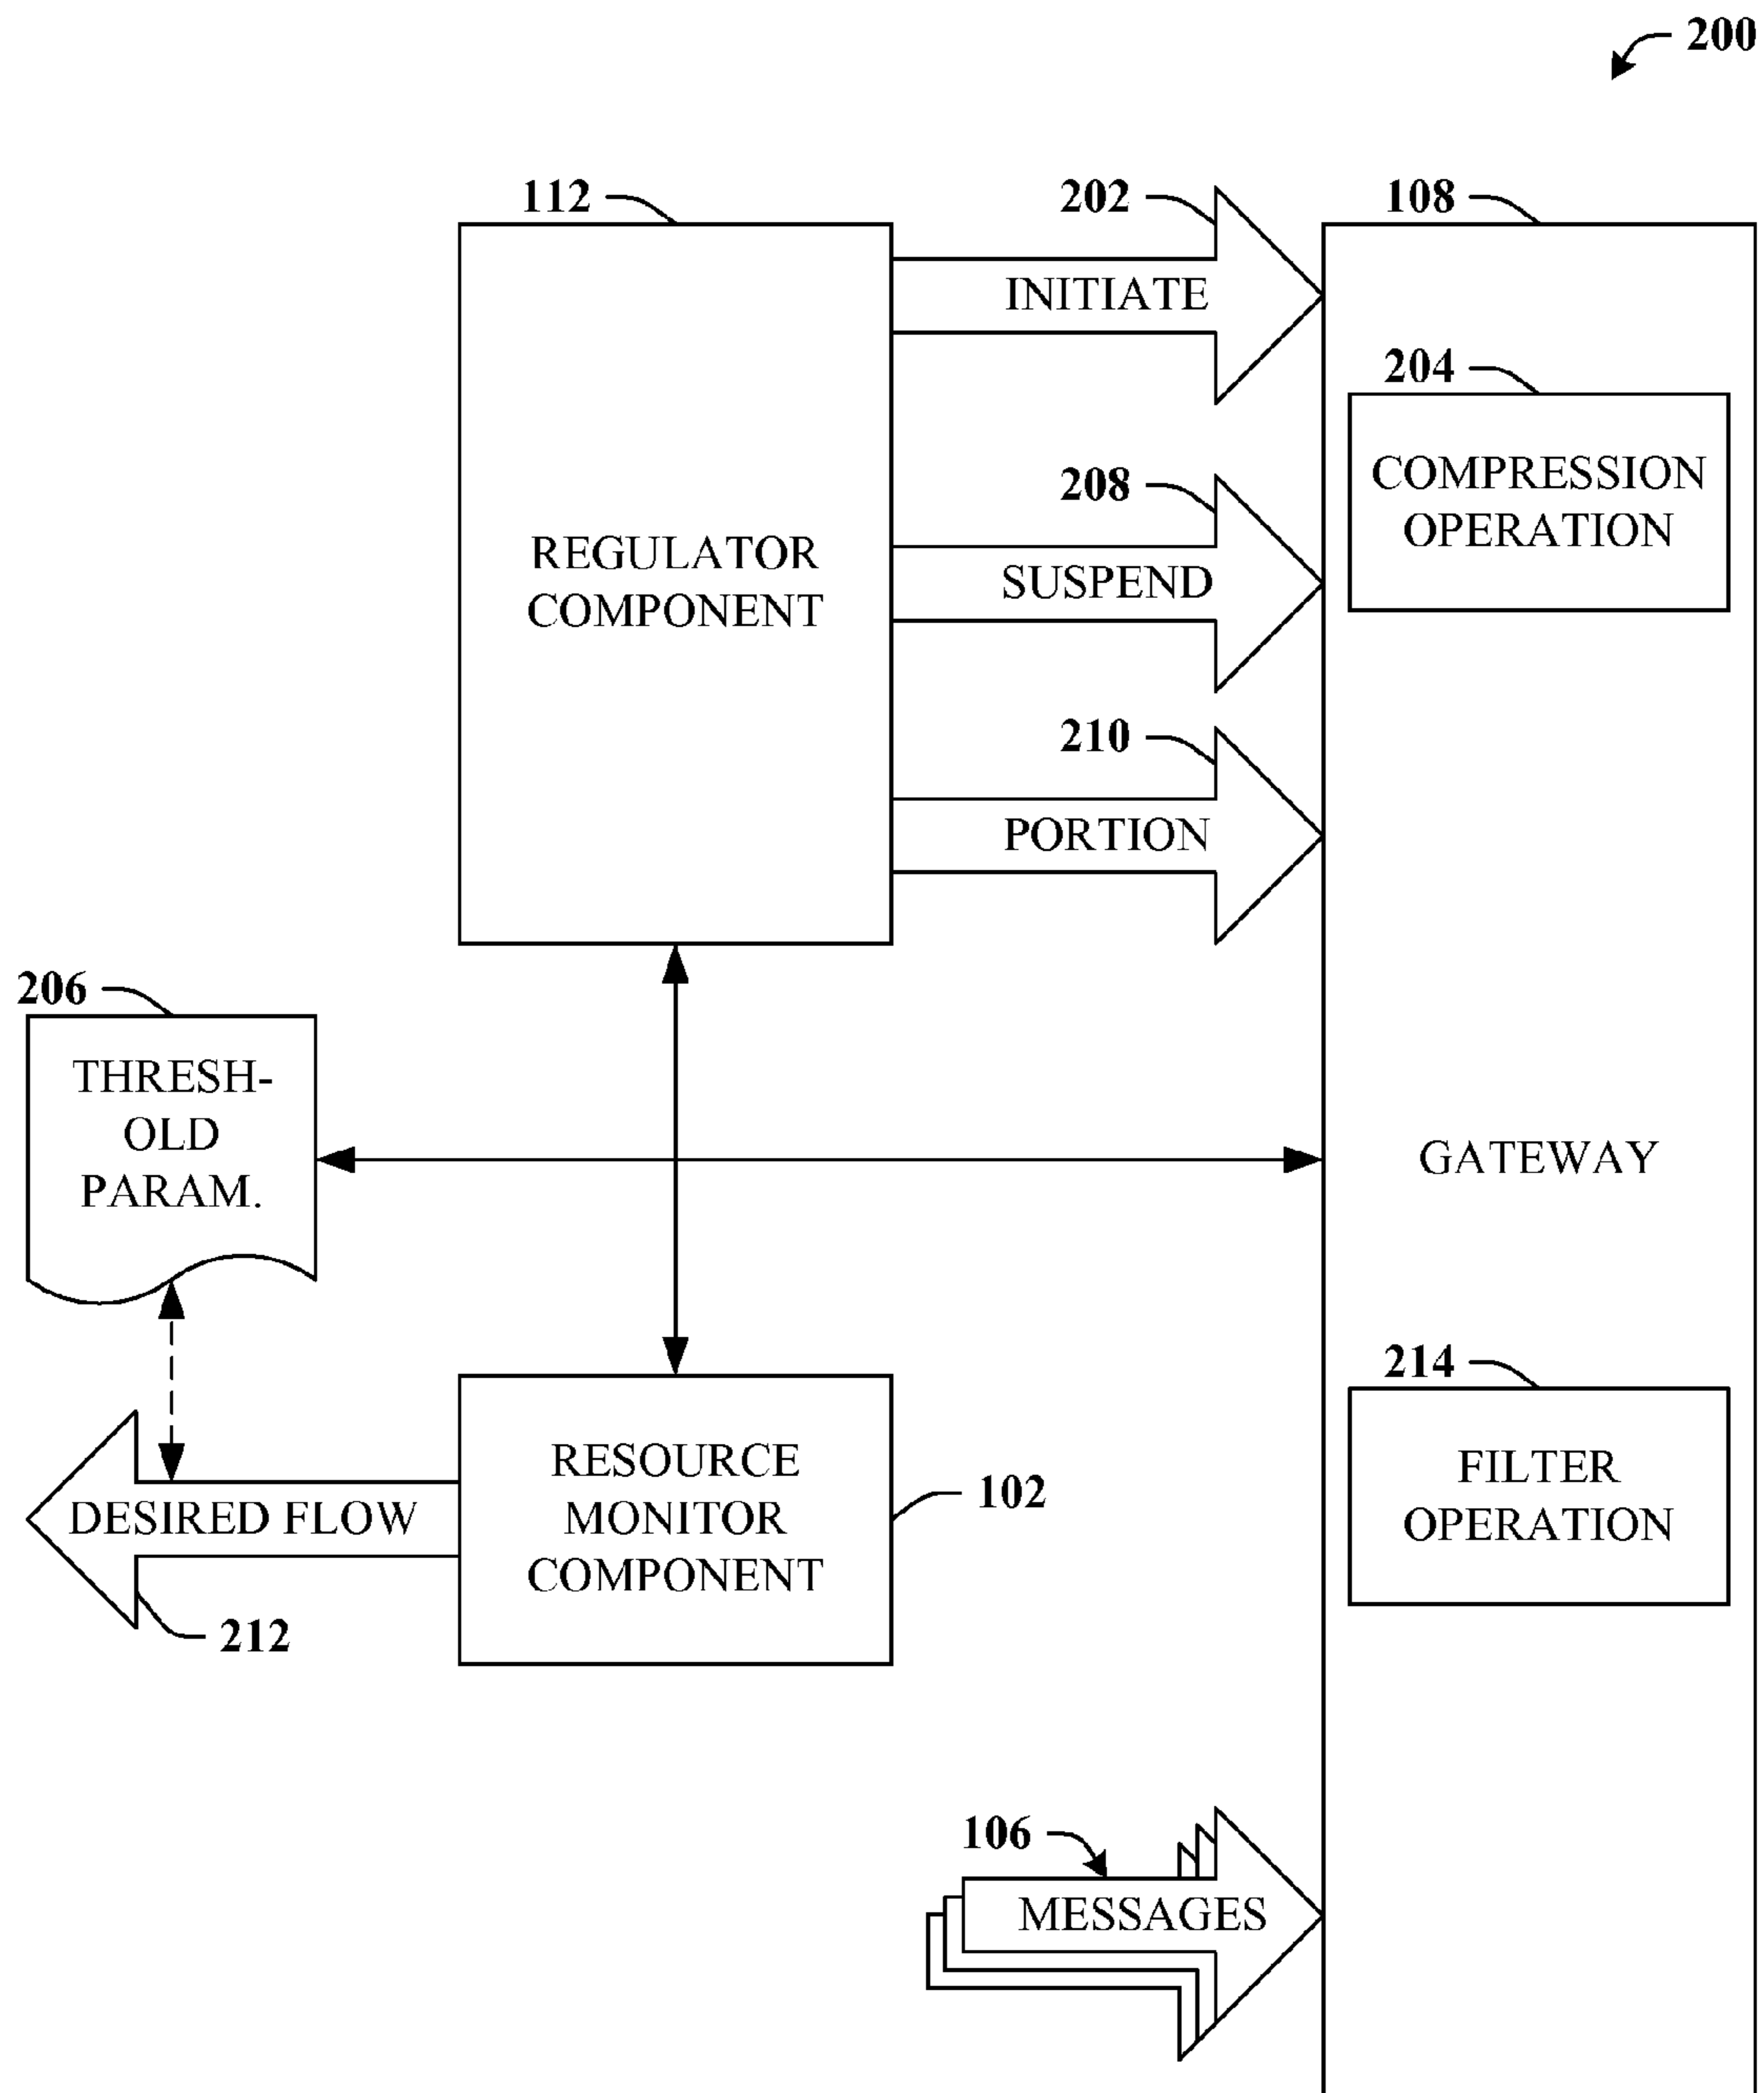 200
112
202
108
INITIATE
204
COMPRESSION
OPERATION
208
REGULATOR
COMPONENT
SUSPEND
210
PORTION
206
THRESH-
OLD
PARAM.
GATEWAY
214
FILTER
OPERATION
RESOURCE
MONITOR
COMPONENT
102
DESIRED FLOW
212
106
MESSAGES